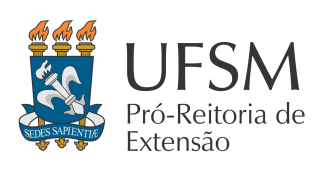 UFSM
Pró-Reitoria de
Extensão
SEDES SAPIENTIÆ